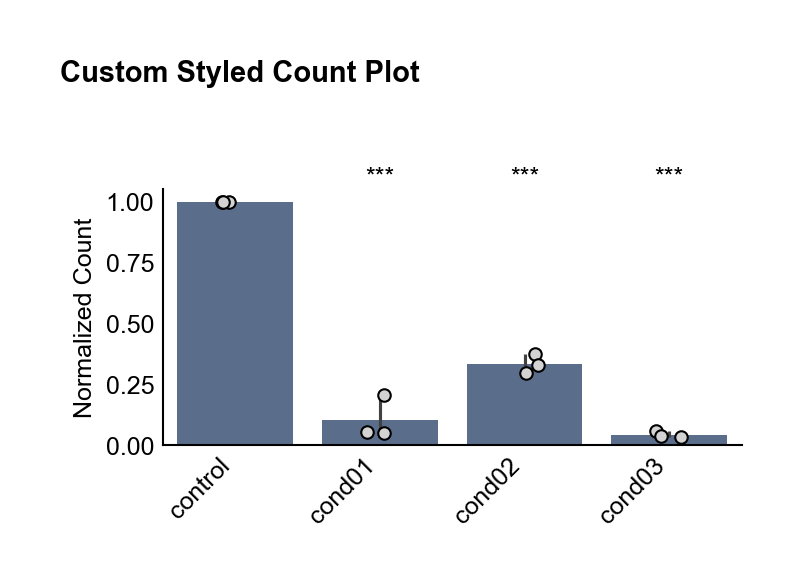 Custom Styled Count Plot
*** *** ***
Normalized Count
1.00
0.75
0.50
0.25
0.00
control cond01 cond02 cond03